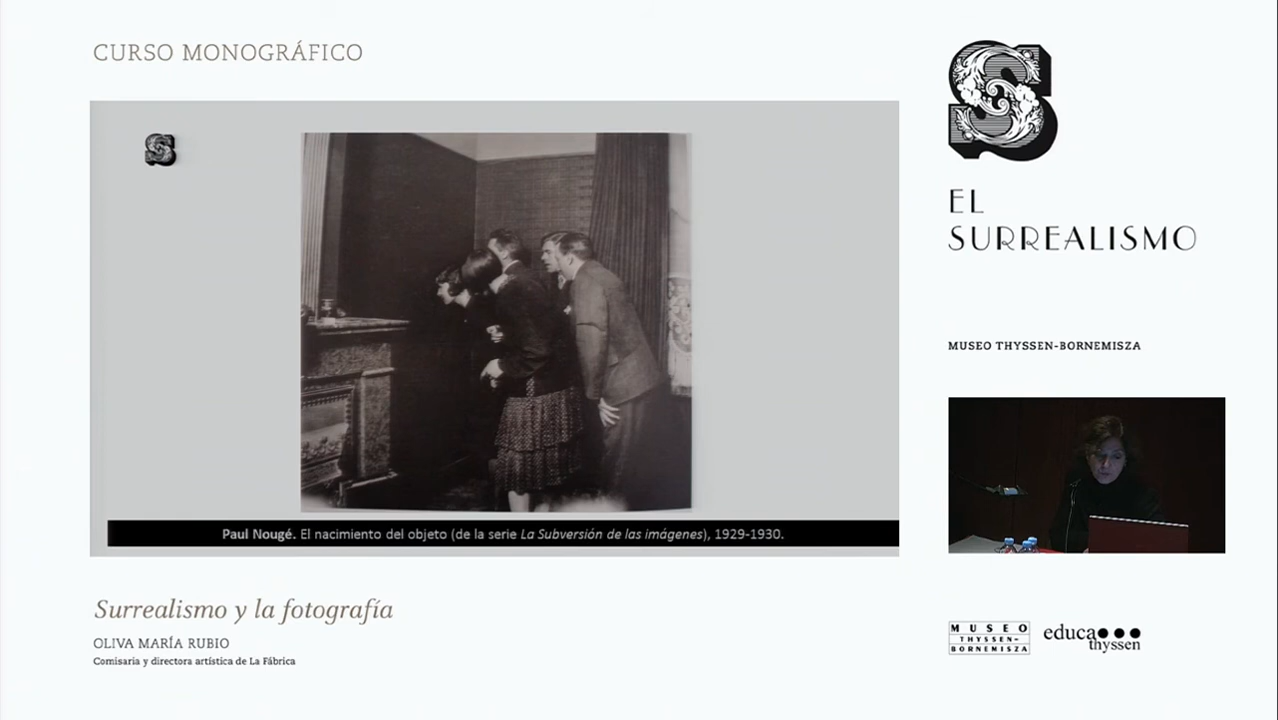 CURSO MONOGRÁFICO
S
S
EL
SURREALISMO
MUSEO THYSSEN-BORNEMISZA
Paul Nougé. El nacimiento del objeto (de la serie La Subversión de las imágenes), 1929-1930.
Surrealismo y la fotografía
OLIVA MARÍA RUBIO
Comisaria y directora artística de La Fábrica
MUSEO
THYSSEN-
BORNEMISZA
educa
thyssen